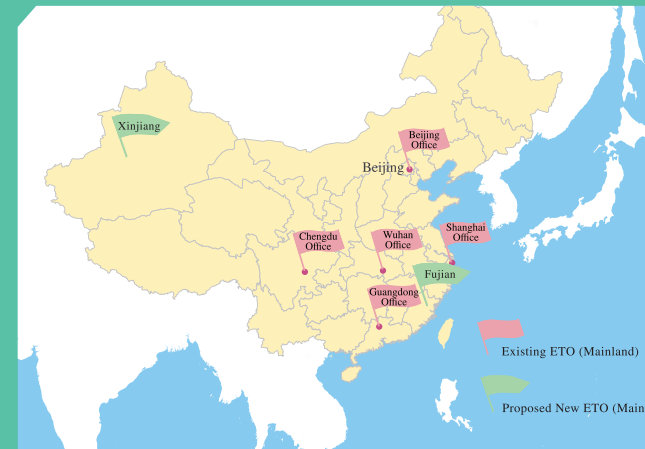 Xinjiang
Beijing
Office
Beijing
Chengdu
Office
Wuhan
Office
Shanghai
Office
Fujian
Guangdong
Office
Existing ETO (Mainland)
Proposed New ETO (Main